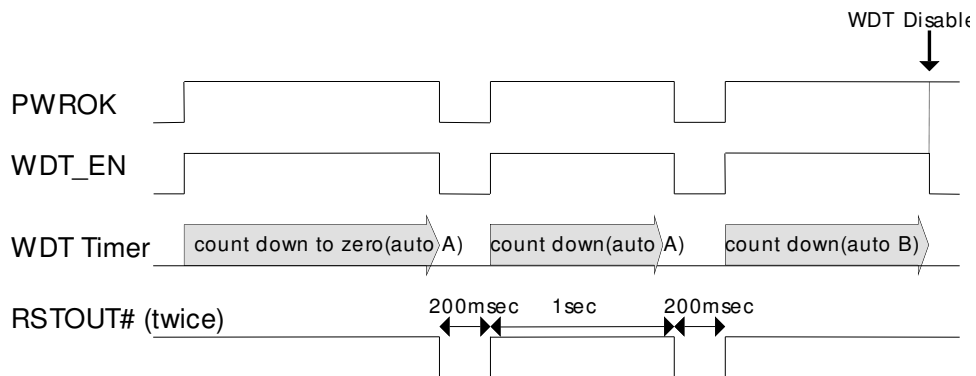 WDT Disable
PWROK
WDT_EN
WDT Timer
count down to zero(auto A)
count down(auto A)
count down(auto B)
200msec
1sec
200msec
RSTOUT# (twice)